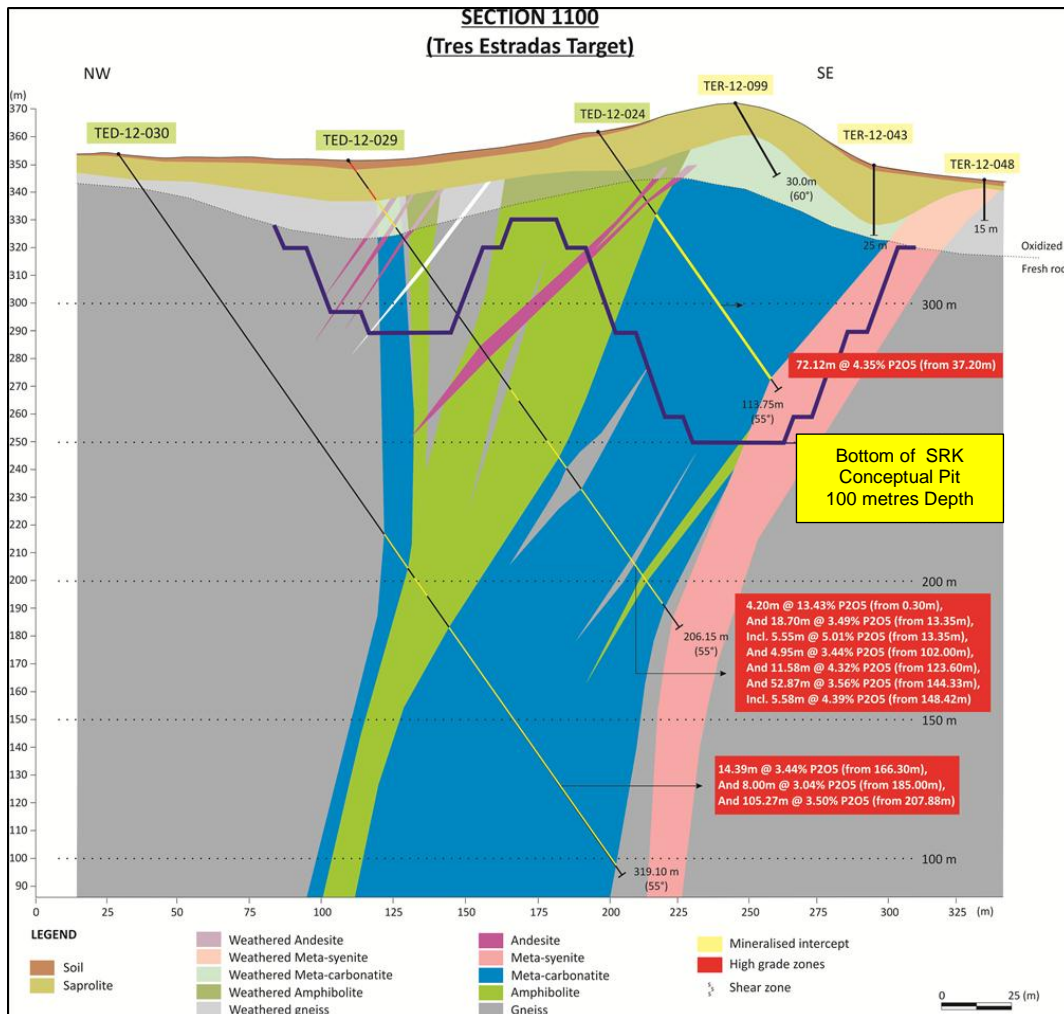 SECTION 1100
(Tres Estradas Target)
NW
SE
(m)
TED-12-030
TED-12-029
TED-12-024
TER-12-099
TER-12-043
TER-12-048
370
360
350
340
330
320
310
300
290
280
270
260
250
240
230
220
210
200
190
180
170
160
150
140
130
120
110
100
90
30.0m
(60°)
25 m
15 m
Oxidized
Fresh roc
300 m
72.12m @ 4.35% P2O5 (from 37.20m)
113.75m
(55°)
250 m
Bottom of SRK
Conceptual Pit
100 metres Depth
200 m
4.20m @ 13.43% P2O5 (from 0.30m),
And 18.70m @ 3.49% P2O5 (from 13.35m),
Incl. 5.55m @ 5.01% P2O5 (from 13.35m),
And 4.95m @ 3.44% P2O5 (from 102.00m),
And 11.58m @ 4.32% P2O5 (from 123.60m),
And 52.87m @ 3.56% P2O5 (from 144.33m),
Incl. 5.58m @ 4.39% P2O5 (from 148.42m)
206.15 m
(55°)
150 m
14.39m @ 3.44% P2O5 (from 166.30m),
And 8.00m @ 3.04% P2O5 (from 185.00m),
And 105.27m @ 3.50% P2O5 (from 207.88m)
100 m
319.10 m
(55°)
0 25 50 75 100 125 150 175 200 225 250 275 300 325 (m)
LEGEND
Soil
Saprolite
Weathered Andesite
Weathered Meta-syenite
Weathered Meta-carbonatite
Weathered Amphibolite
Weathered gneiss
Andesite
Meta-syenite
Meta-carbonatite
Amphibolite
Gneiss
Mineralised intercept
High grade zones
Shear zone
0 25 (m)